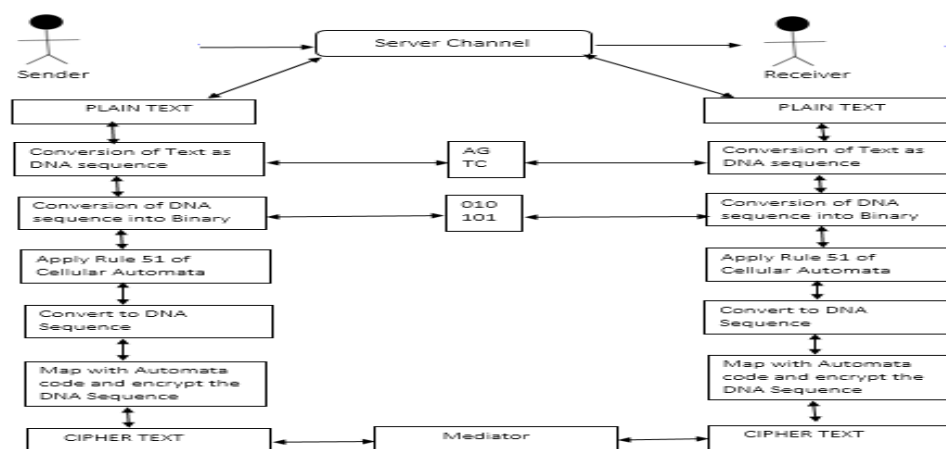 Server Channel
Sender
Receiver
PLAIN TEXT
Conversion of Text as
DNA sequence
Conversion of DNA
sequence into Binary
Apply Rule 51 of
Cellular Automata
Convert to DNA
Sequence
Map with Automata
code and encrypt the
DNA Sequence
CIPHER TEXT
AG
TC
010
101
Mediator
PLAIN TEXT
Conversion of Text as
DNA sequence
Conversion of DNA
sequence into Binary
Apply Rule 51 of
Cellular Automata
Convert to DNA
Sequence
Map with Automata
code and encrypt the
DNA Sequence
CIPHER TEXT